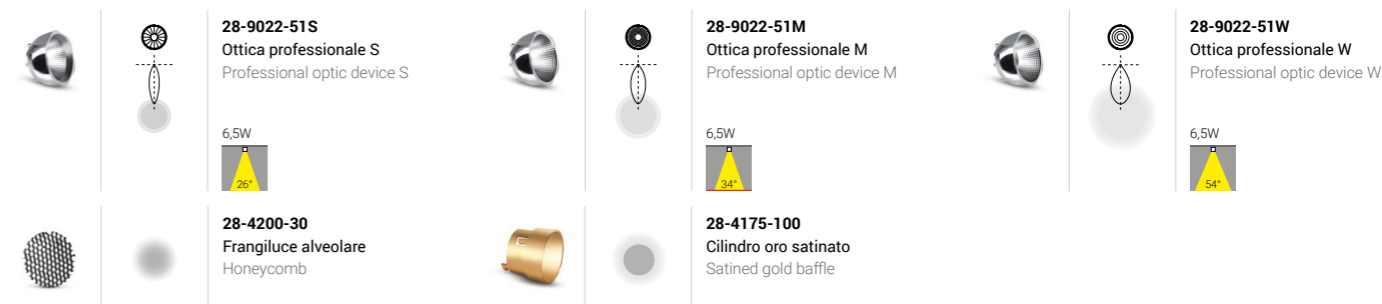 28-9022-51S
Ottica professionale S
Professional optic device S
6,5W
26°
28-9022-51M
Ottica professionale M
Professional optic device M
6,5W
34°
28-9022-51W
Ottica professionale W
Professional optic device W
6,5W
54°
28-4200-30
Frangiluce alveolare
Honeycomb
28-4175-100
Cilindro oro satinato
Satined gold baffle